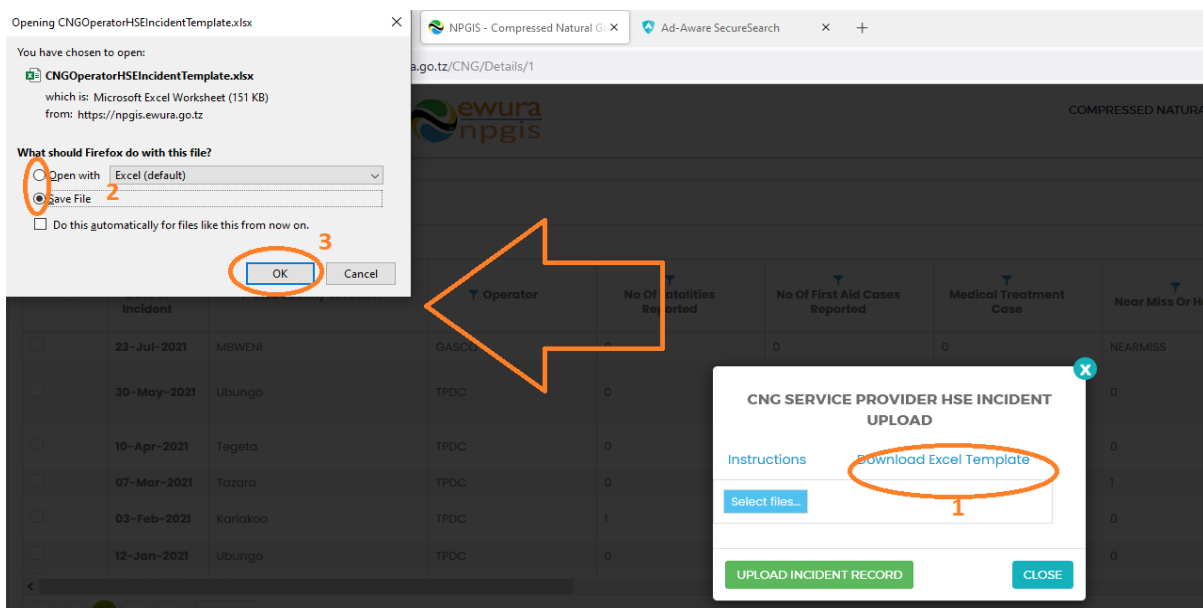 Opening CNGOperatorHSEIncidentTemplate.xlsx
NPGIS - Compressed Natural Ga
Ad-Aware SecureSearch
You have chosen to open:
CNGOperatorHSEIncidentTemplate.xlsx
which is: Microsoft Excel Worksheet (151 KB)
from: https://npgis.ewura.go.tz
What should Firefox do with this file?
Open with Excel (default)
2
Save File
Do this automatically for files like this from now on.
3
OK Cancel
a.go.tz/CNG/Details/1
ewura
npgis
COMPRESSED NATURA
Incident
Operator
No Of Fatalities
Reported
No Of First Aid Cases
Reported
Medical Treatment
Case
Near Miss Or H
23-Jul-2021 MBWENI GASCO 0 0 0 NEARMISS
30-May-2021 Ubungo TPDC 0 0
10-Apr-2021 Tegeta TPDC 0 0
07-Mar-2021 Tazara TPDC 0 1
03-Feb-2021 Kariakoo TPDC 1 0
12-Jan-2021 Ubungo TPDC 0 0
X
CNG SERVICE PROVIDER HSE INCIDENT
UPLOAD
Instructions Download Excel Template
1
Select files...
UPLOAD INCIDENT RECORD CLOSE